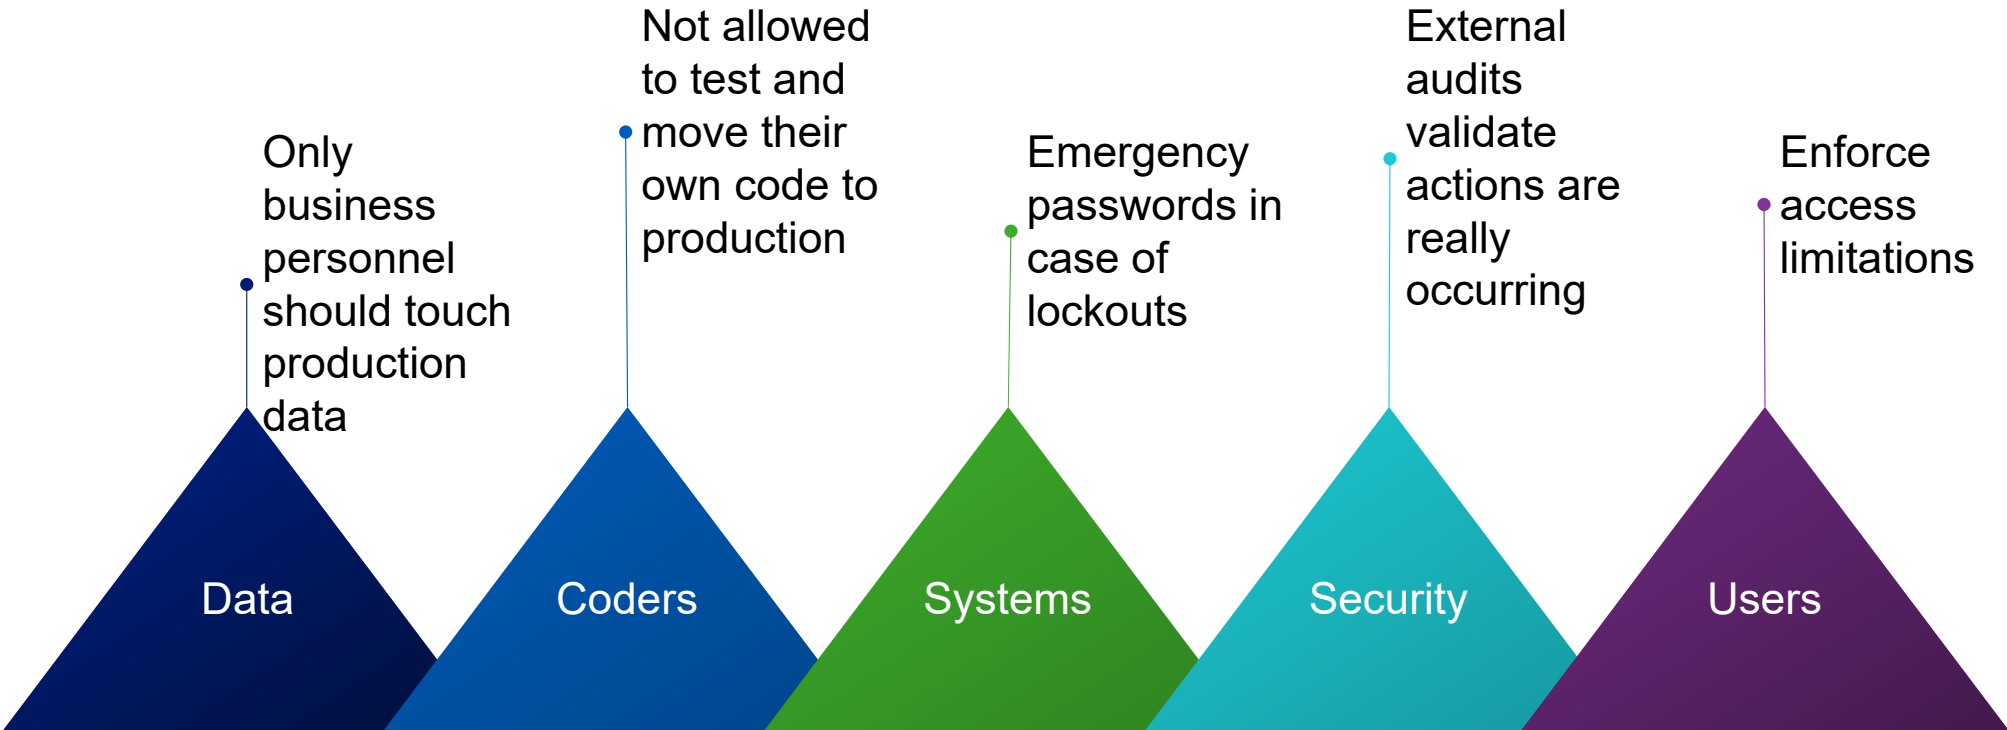 Only
business
personnel
should touch
production
data
Not allowed
to test and
move their
own code to
production
Emergency
passwords in
case of
lockouts
External
audits
validate
actions are
really
occurring
Enforce
access
limitations
Data
Coders
Systems
Security
Users